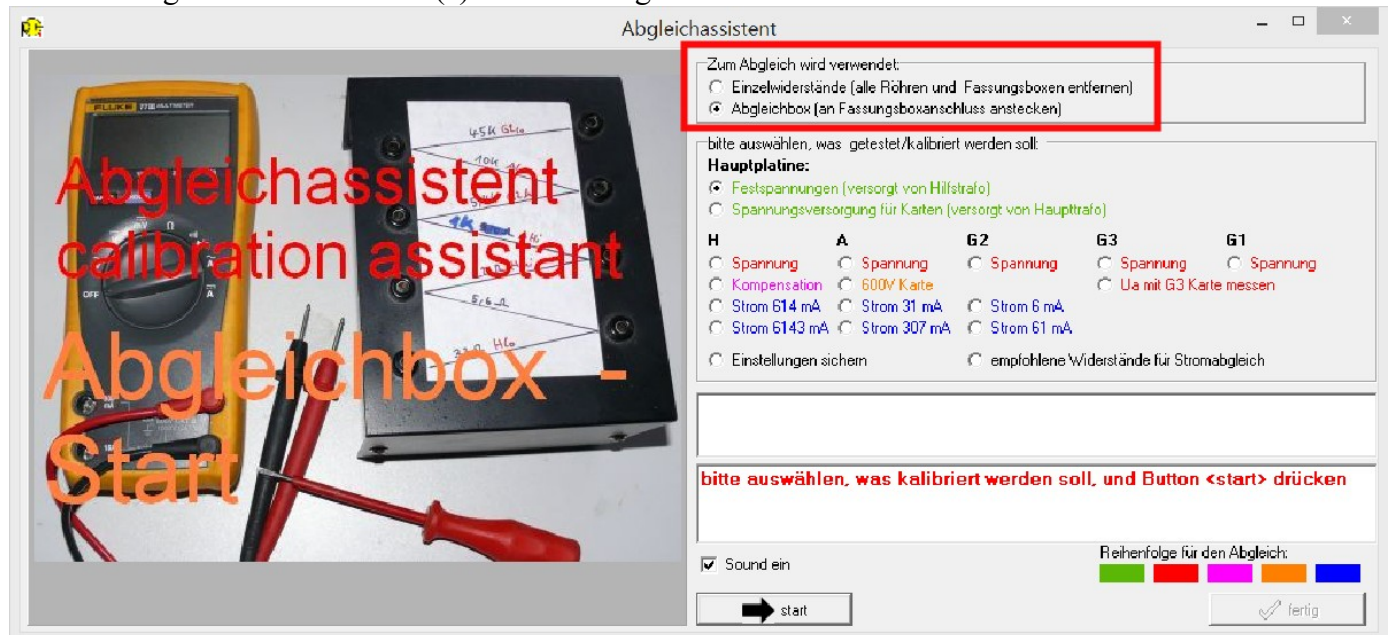 Abgleichassistent
Zum Abgleich wird verwendet:
Einzelwiderstände (alle Röhren und Fassungsboxen entfernen)
Abgleichbox (an Fassungsboxanschluss anstecken)
bitte auswählen, was getestet/kalibriert werden soll:
Hauptplatine:
Festspannungen (versorgt von Hilfstrafo)
Spannungsversorgung für Karten (versorgt von Haupttrafo)
H A G2 G3 G1
Spannung Spannung Spannung Spannung Spannung
Kompensation 600V Karte Ua mit G3 Karte messen
Strom 614 mA Strom 31 mA Strom 6 mA
Strom 6143 mA Strom 307 mA Strom 61 mA
Einstellungen sichern empfohlene Widerstände für Stromabgleich
bitte auswählen, was kalibriert werden soll, und Button <start> drücken
Sound ein
Reihenfolge für den Abgleich:
start fertig
FLUKE
45K
10K
OFF
5,6 Ω
Abgleichassistent
calibration assistant
Abgleichbox -
Start